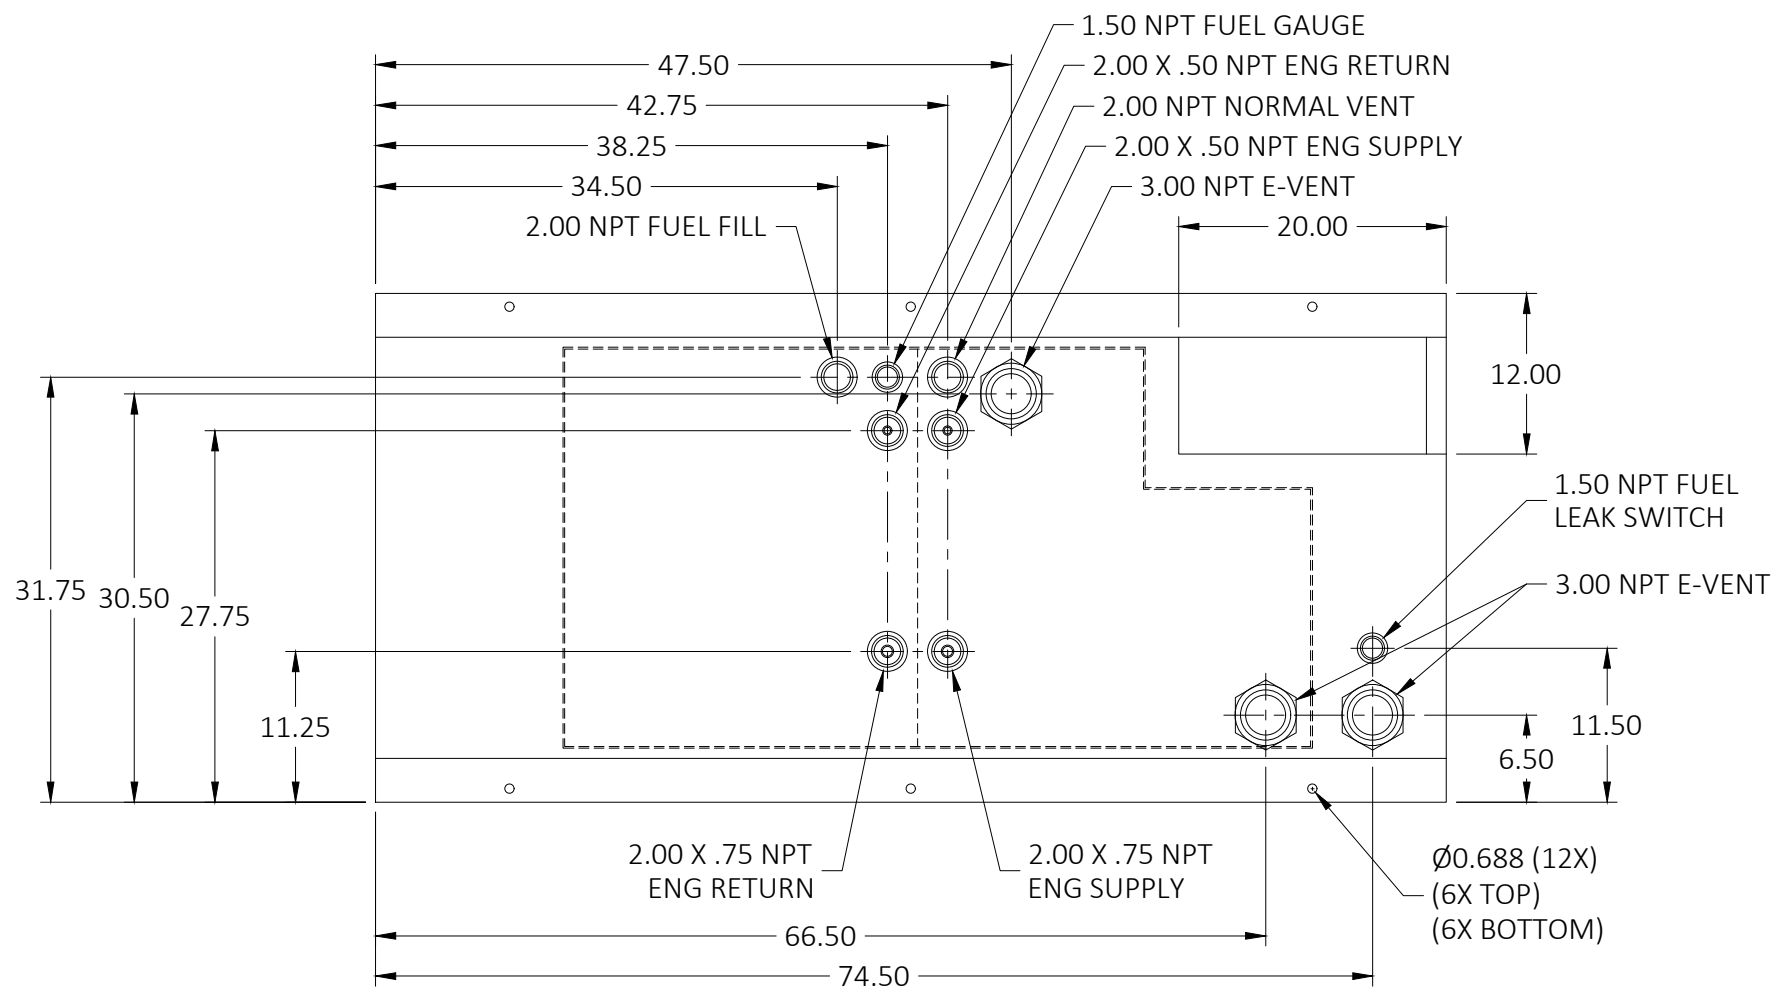 1.50 NPT FUEL GAUGE
47.50
2.00 X .50 NPT ENG RETURN
42.75
2.00 NPT NORMAL VENT
38.25
2.00 X .50 NPT ENG SUPPLY
34.50
3.00 NPT E-VENT
2.00 NPT FUEL FILL
20.00
12.00
1.50 NPT FUEL
LEAK SWITCH
31.75
30.50
27.75
3.00 NPT E-VENT
11.25
11.50
6.50
2.00 X .75 NPT
ENG RETURN
2.00 X .75 NPT
ENG SUPPLY
Ø0.688 (12X)
(6X TOP)
(6X BOTTOM)
66.50
74.50